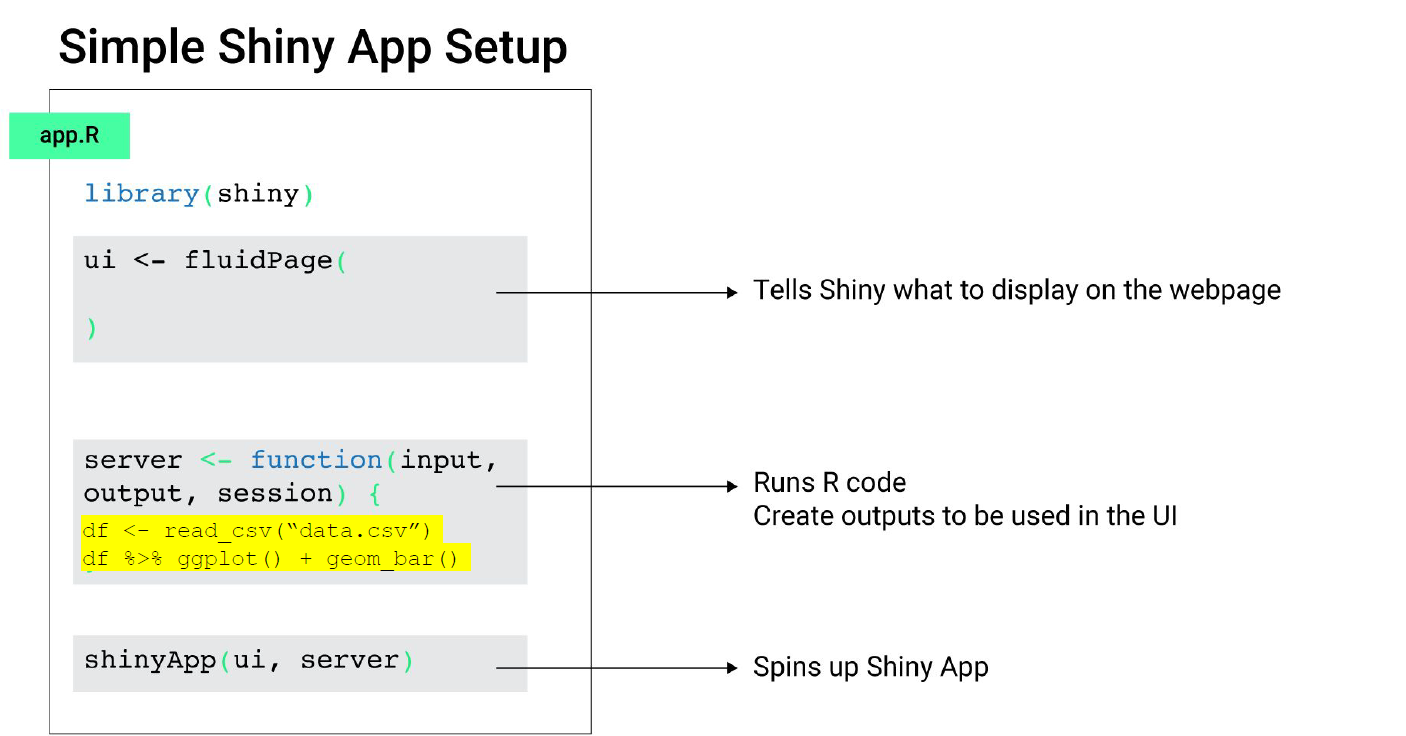 Simple Shiny App Setup
app.R
library(shiny)
ui <- fluidPage(
)
Tells Shiny what to display on the webpage
server <- function(input,
output, session) {
df <- read_csv(“data.csv”)
df %>% ggplot() + geom_bar()
Runs R code
Create outputs to be used in the UI
shinyApp(ui, server)
Spins up Shiny App